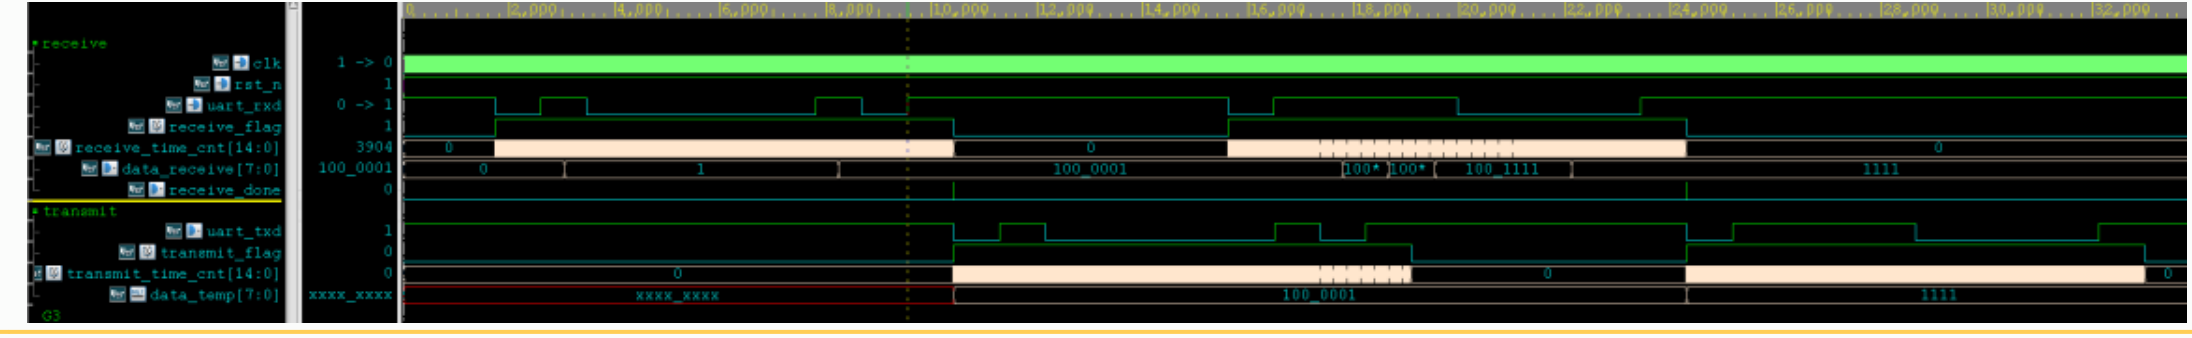 0 2,000 4,000 6,000 8,000 10,000 12,000 14,000 16,000 18,000 20,000 22,000 24,000 26,000 28,000 30,000 32,000
receive
clk 1 -> 0
rst_n 1
uart_rxd 0 -> 1
receive_flag 1
receive_time_cnt[14:0] 3904 0 0 0
data_receive[7:0] 100_0001 0 1 100_0001 100* 100* 100_1111 1111
receive_done 0
transmit
uart_txd 1
transmit_flag 0
transmit_time_cnt[14:0] 0 0 0 0
data_temp[7:0] xxxx_xxxx xxxx_xxxx 100_0001 1111
G3